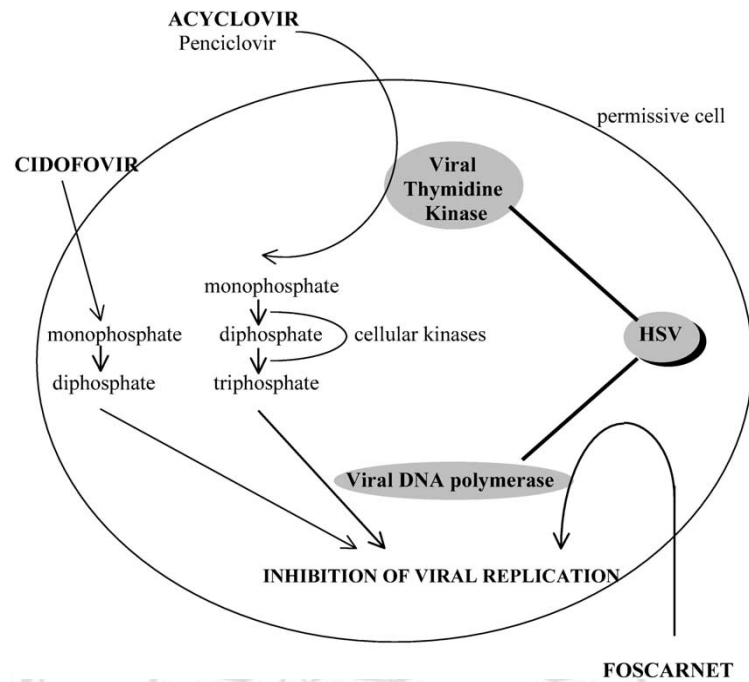 ACYCLOVIR
Penciclovir
permissive cell
CIDOFOVIR
Viral
Thymidine
Kinase
monophosphate
monophosphate
diphosphate
cellular kinases
HSV
diphosphate
triphosphate
Viral DNA polymerase
INHIBITION OF VIRAL REPLICATION
FOSCARNET